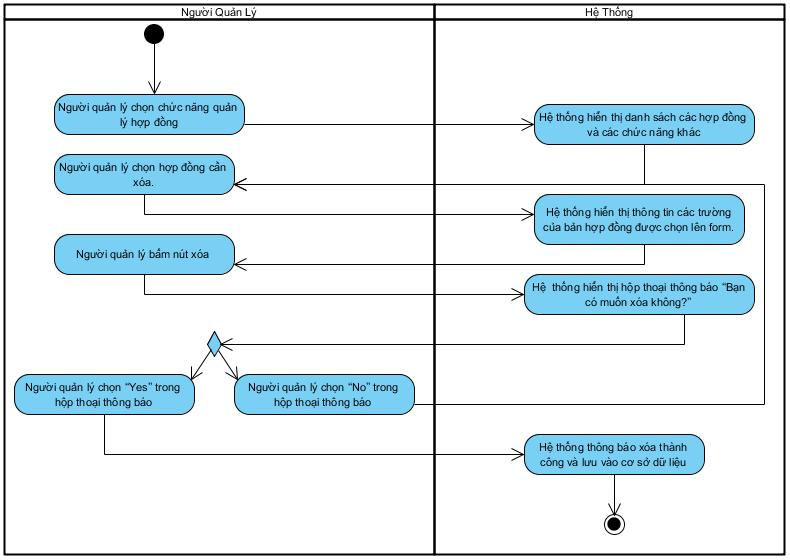 Người Quản Lý
Hệ Thống
Người quản lý chọn chức năng quản
lý hợp đồng
Hệ thống hiển thị danh sách các hợp đồng
và các chức năng khác
Người quản lý chọn hợp đồng cần
xóa.
Hệ thống hiển thị thông tin các trường
của bản hợp đồng được chọn lên form.
Người quản lý bấm nút xóa
Hệ thống hiển thị hộp thoại thông báo “Bạn
có muốn xóa không?”
Người quản lý chọn “Yes” trong
hộp thoại thông báo
Người quản lý chọn “No” trong
hộp thoại thông báo
Hệ thống thông báo xóa thành
công và lưu vào cơ sở dữ liệu